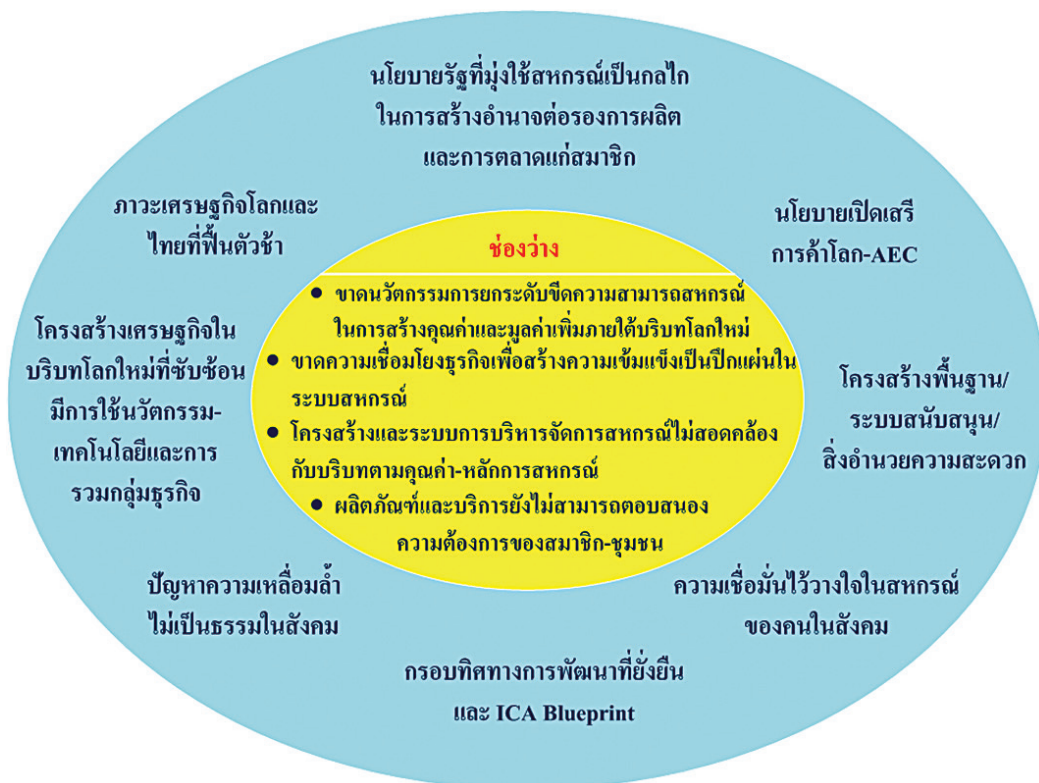 นโยบายรัฐที่มุ่งใช้สหกรณ์เป็นกลไก
ในการสร้างอำนาจต่อรองการผลิต
และการตลาดแก่สมาชิก
ภาวะเศรษฐกิจโลกและ
ไทยที่ฟื้นตัวช้า
นโยบายเปิดเสรี
การค้าโลก-AEC
ช่องว่าง
● ขาดนวัตกรรมการยกระดับขีดความสามารถสหกรณ์
ในการสร้างคุณค่าและมูลค่าเพิ่มภายใต้บริบทโลกใหม่
● ขาดความเชื่อมโยงธุรกิจเพื่อสร้างความเข้มแข็งเป็นปึกแผ่นใน
ระบบสหกรณ์
● โครงสร้างและระบบการบริหารจัดการสหกรณ์ไม่สอดคล้อง
กับบริบทตามคุณค่า-หลักการสหกรณ์
● ผลิตภัณฑ์และบริการยังไม่สามารถตอบสนอง
ความต้องการของสมาชิก-ชุมชน
โครงสร้างเศรษฐกิจใน
บริบทโลกใหม่ที่ซับซ้อน
มีการใช้นวัตกรรม-
เทคโนโลยีและการ
รวมกลุ่มธุรกิจ
โครงสร้างพื้นฐาน/
ระบบสนับสนุน/
สิ่งอำนวยความสะดวก
ปัญหาความเหลื่อมล้ำ
ไม่เป็นธรรมในสังคม
ความเชื่อมั่นไว้วางใจในสหกรณ์
ของคนในสังคม
กรอบทิศทางการพัฒนาที่ยั่งยืน
และ ICA Blueprint